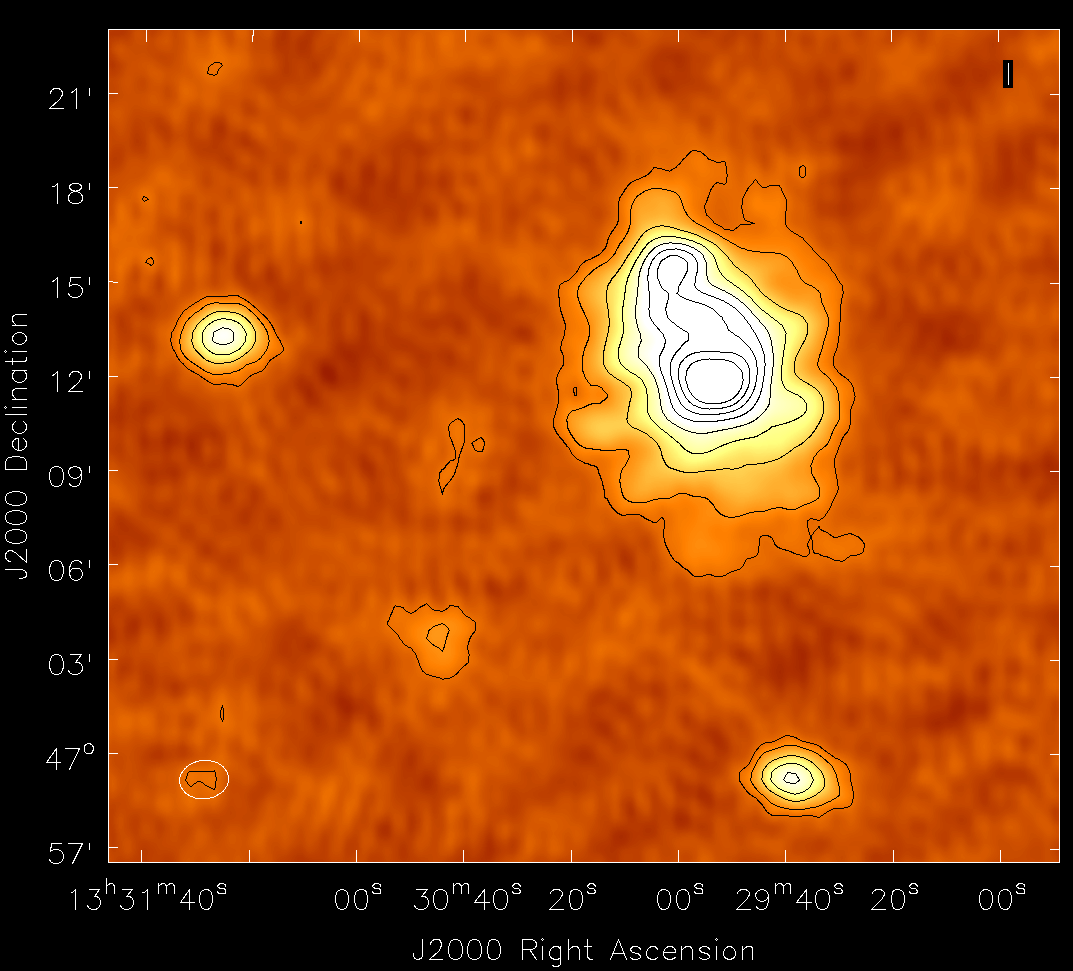 I
21'
18'
15'
12'
J2000 Declination
09'
06'
03'
47°
57'
13ʰ31ᵐ40ˢ 00ˢ 30ᵐ40ˢ 20ˢ 00ˢ 29ᵐ40ˢ 20ˢ 00ˢ
J2000 Right Ascension